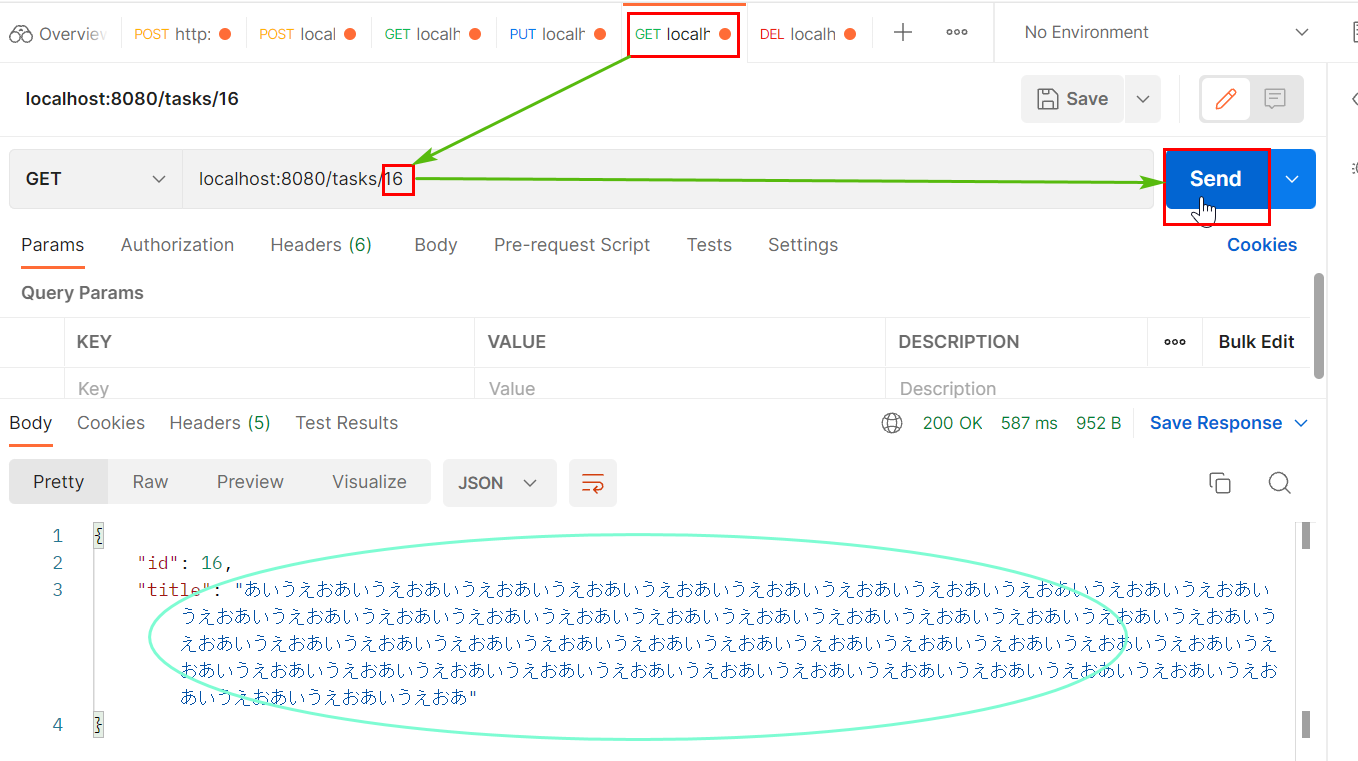 Overview POST http: POST local GET localh PUT localh GET localh DEL localh No Environment
localhost:8080/tasks/16 Save
GET localhost:8080/tasks/16 Send
Params Authorization Headers (6) Body Pre-request Script Tests Settings Cookies
Query Params
KEY VALUE DESCRIPTION Bulk Edit
Key Value Description
Body Cookies Headers (5) Test Results 200 OK 587 ms 952 B Save Response
Pretty Raw Preview Visualize JSON
1 {
2 "id": 16,
3 "title": "あいうえおあいうえおあいうえおあいうえおあいうえおあいうえおあいうえおあいうえおあいうえおあいうえおあいうえおあい
うえおあいうえおあいうえおあいうえおあいうえおあいうえおあいうえおあいうえおあいうえおあいうえおあいうえおあいうえおあいう
えおあいうえおあいうえおあいうえおあいうえおあいうえおあいうえおあいうえおあいうえおあいうえおあいうえおあいうえおあいうえ
おあいうえおあいうえおあいうえおあいうえおあいうえおあいうえおあいうえおあいうえおあいうえおあいうえおあいうえおあいうえお
あいうえおあいうえおあいうえおあ"
4 }